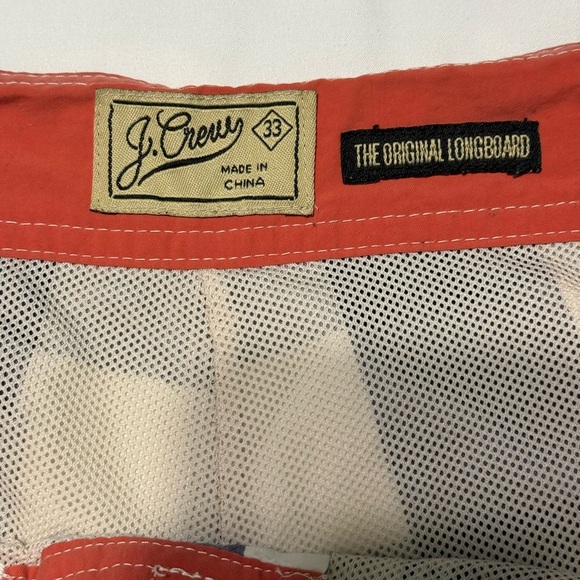 J. Crew
33
MADE IN
CHINA
THE ORIGINAL LONGBOARD